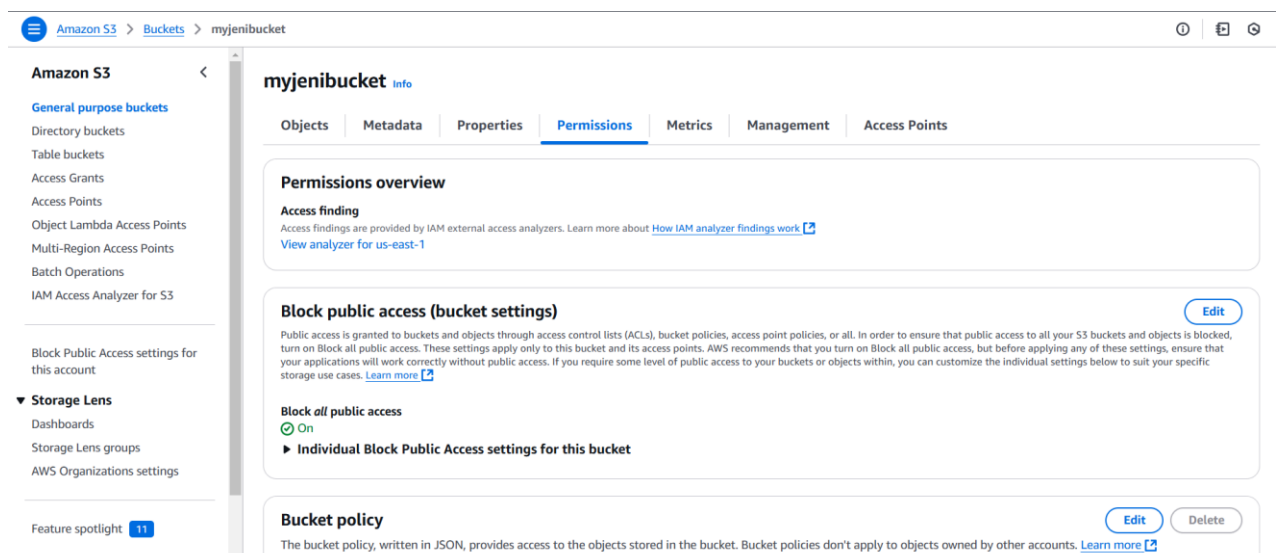 Amazon S3 > Buckets > myjenibucket
Amazon S3
General purpose buckets
Directory buckets
Table buckets
Access Grants
Access Points
Object Lambda Access Points
Multi-Region Access Points
Batch Operations
IAM Access Analyzer for S3
Block Public Access settings for
this account
Storage Lens
Dashboards
Storage Lens groups
AWS Organizations settings
Feature spotlight 11
myjenibucket Info
Objects Metadata Properties Permissions Metrics Management Access Points
Permissions overview
Access finding
Access findings are provided by IAM external access analyzers. Learn more about How IAM analyzer findings work
View analyzer for us-east-1
Block public access (bucket settings)
Edit
Public access is granted to buckets and objects through access control lists (ACLs), bucket policies, access point policies, or all. In order to ensure that public access to all your S3 buckets and objects is blocked,
turn on Block all public access. These settings apply only to this bucket and its access points. AWS recommends that you turn on Block all public access, but before applying any of these settings, ensure that
your applications will work correctly without public access. If you require some level of public access to your buckets or objects within, you can customize the individual settings below to suit your specific
storage use cases. Learn more
Block all public access
On
Individual Block Public Access settings for this bucket
Bucket policy
Edit Delete
The bucket policy, written in JSON, provides access to the objects stored in the bucket. Bucket policies don't apply to objects owned by other accounts. Learn more